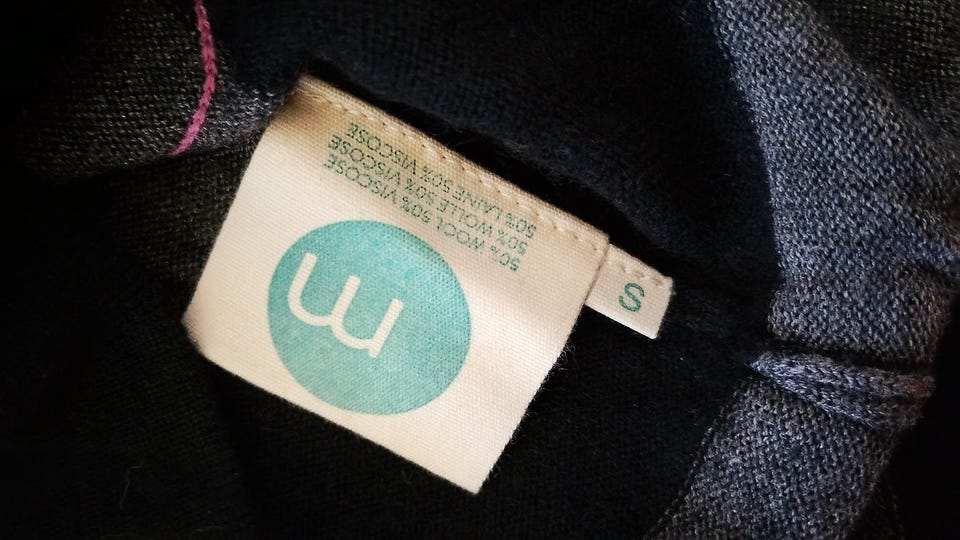 m
50% WOOL 50% VISCOSE
50% WOLLE 50% VISCOSE
50% LAINE 50% VISCOSE
S